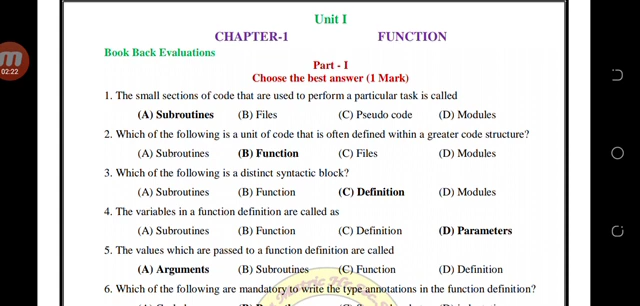 Unit I
CHAPTER-1 FUNCTION
Book Back Evaluations
Part - I
Choose the best answer (1 Mark)
1. The small sections of code that are used to perform a particular task is called
(A) Subroutines (B) Files (C) Pseudo code (D) Modules
2. Which of the following is a unit of code that is often defined within a greater code structure?
(A) Subroutines (B) Function (C) Files (D) Modules
3. Which of the following is a distinct syntactic block?
(A) Subroutines (B) Function (C) Definition (D) Modules
4. The variables in a function definition are called as
(A) Subroutines (B) Function (C) Definition (D) Parameters
5. The values which are passed to a function definition are called
(A) Arguments (B) Subroutines (C) Function (D) Definition
6. Which of the following are mandatory to write the type annotations in the function definition?
02:22